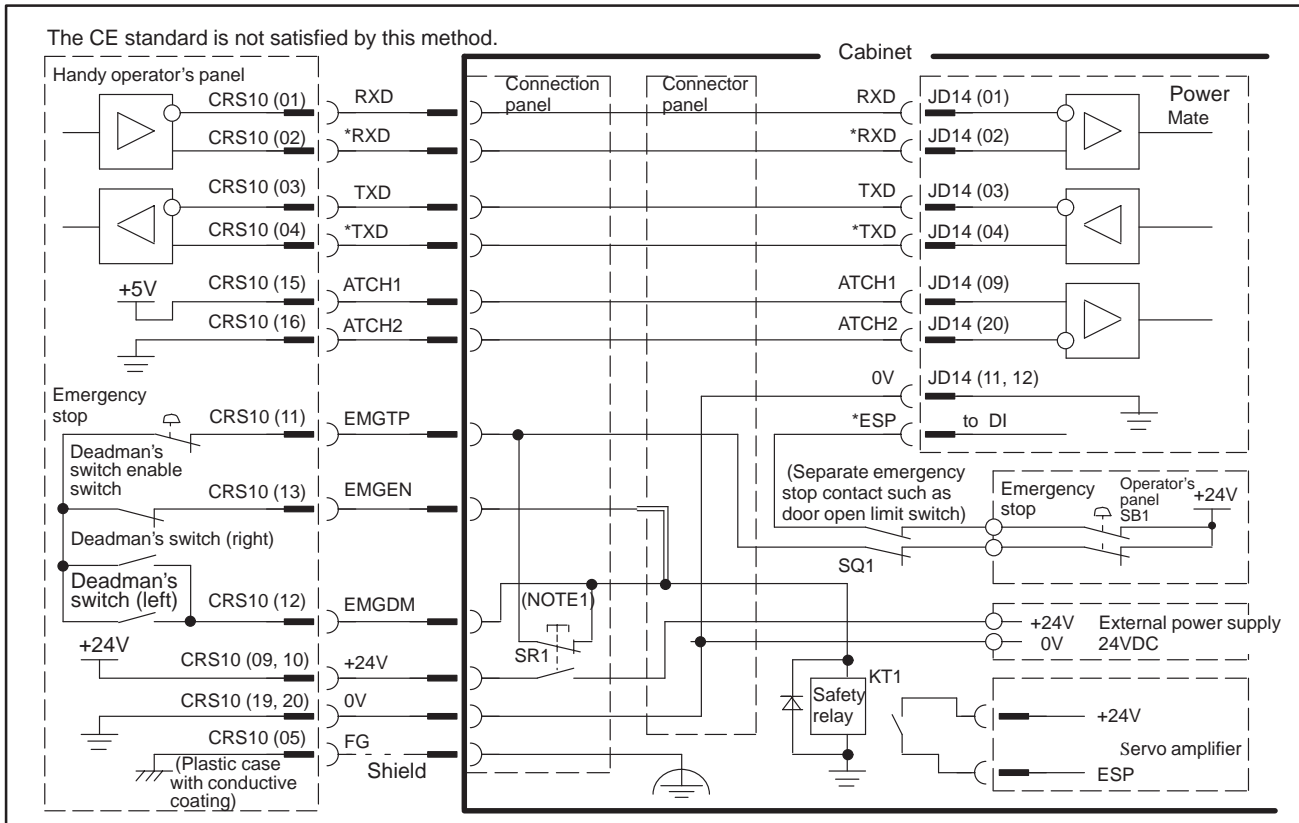 The CE standard is not satisfied by this method.
Cabinet
Handy operator's panel
Connection
panel
Connector
panel
CRS10 (01)
RXD
RXD
JD14 (01)
Power
Mate
CRS10 (02)
*RXD
*RXD
JD14 (02)
CRS10 (03)
TXD
TXD
JD14 (03)
CRS10 (04)
*TXD
*TXD
JD14 (04)
+5V
CRS10 (15)
ATCH1
ATCH1
JD14 (09)
CRS10 (16)
ATCH2
ATCH2
JD14 (20)
0V
JD14 (11, 12)
Emergency
stop
CRS10 (11)
EMGTP
*ESP
to DI
Deadman's
switch enable
switch
CRS10 (13)
EMGEN
(Separate emergency
stop contact such as
door open limit switch)
SQ1
Emergency
stop
Operator's
panel
SB1
+24V
Deadman's switch (right)
Deadman's
switch (left)
CRS10 (12)
EMGDM
(NOTE1)
SR1
+24V
External power supply
0V
24VDC
+24V
CRS10 (09, 10)
+24V
KT1
Safety
relay
CRS10 (19, 20)
0V
+24V
Servo amplifier
ESP
CRS10 (05)
FG
Shield
(Plastic case
with conductive
coating)